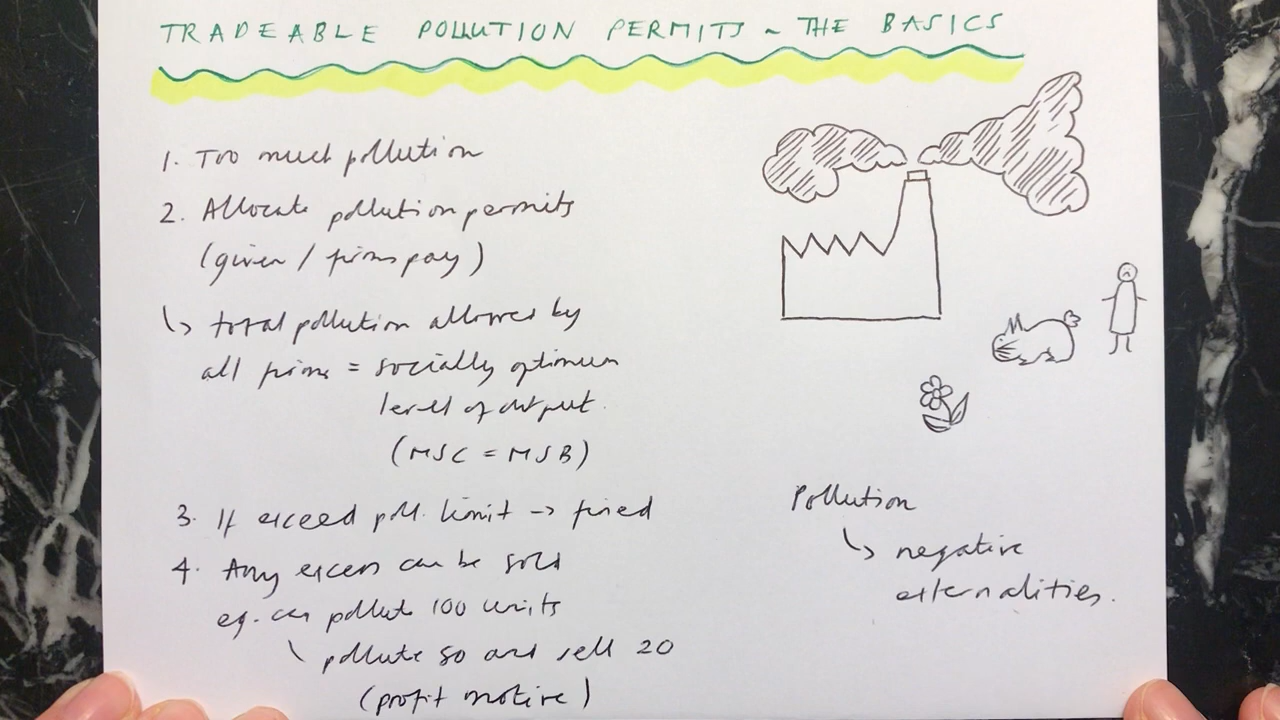 TRADEABLE POLLUTION PERMITS ~ THE BASICS
1. Too much pollution
2. Allocate pollution permits
(given / firms pay)
↳ total pollution allowed by
all firms = socially optimum
level of output.
(MSC = MSB)
3. If exceed poll. limit → fined
4. Any excess can be sold
eg. can pollute 100 units
\ pollute 80 and sell 20
(profit motive)
Pollution
↳ negative
externalities.